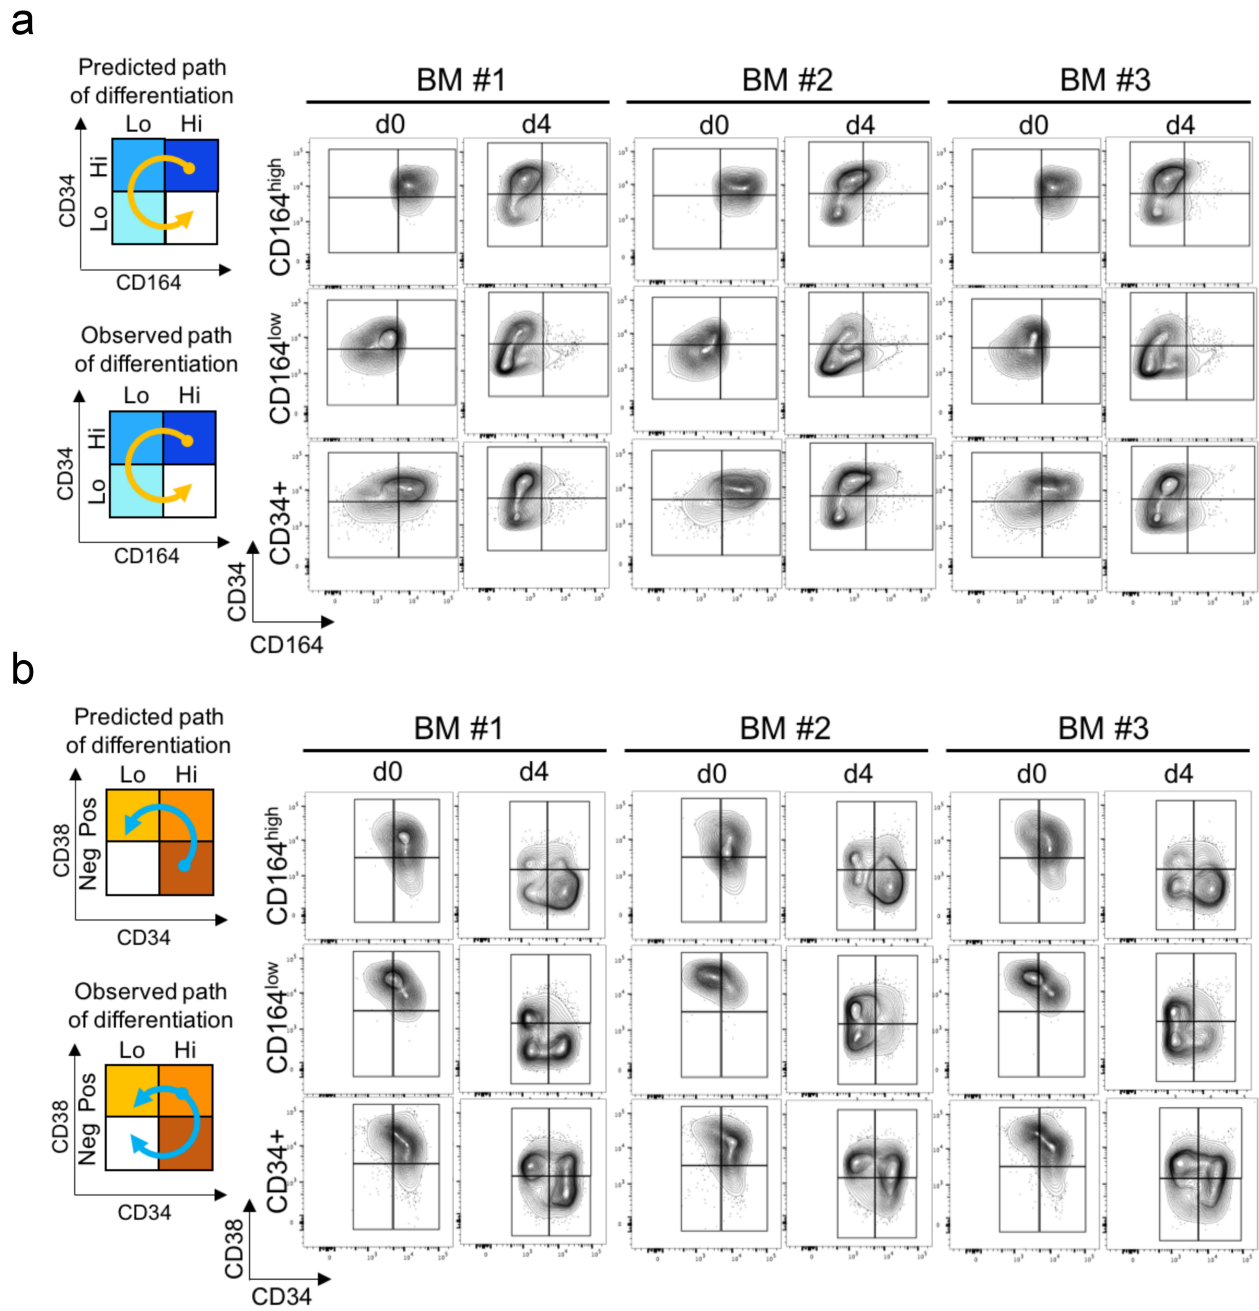 a
Predicted path
of differentiation
Lo Hi
Hi
Lo
CD34
CD164
Observed path
of differentiation
Lo Hi
Hi
Lo
CD34
CD164
BM #1 BM #2 BM #3
d0 d4 d0 d4 d0 d4
CD164high
CD164low
CD34+
CD34
CD164
b
Predicted path
of differentiation
Lo Hi
Pos
Neg
CD38
CD34
Observed path
of differentiation
Lo Hi
Pos
Neg
CD38
CD34
BM #1 BM #2 BM #3
d0 d4 d0 d4 d0 d4
CD164high
CD164low
CD34+
CD38
CD34